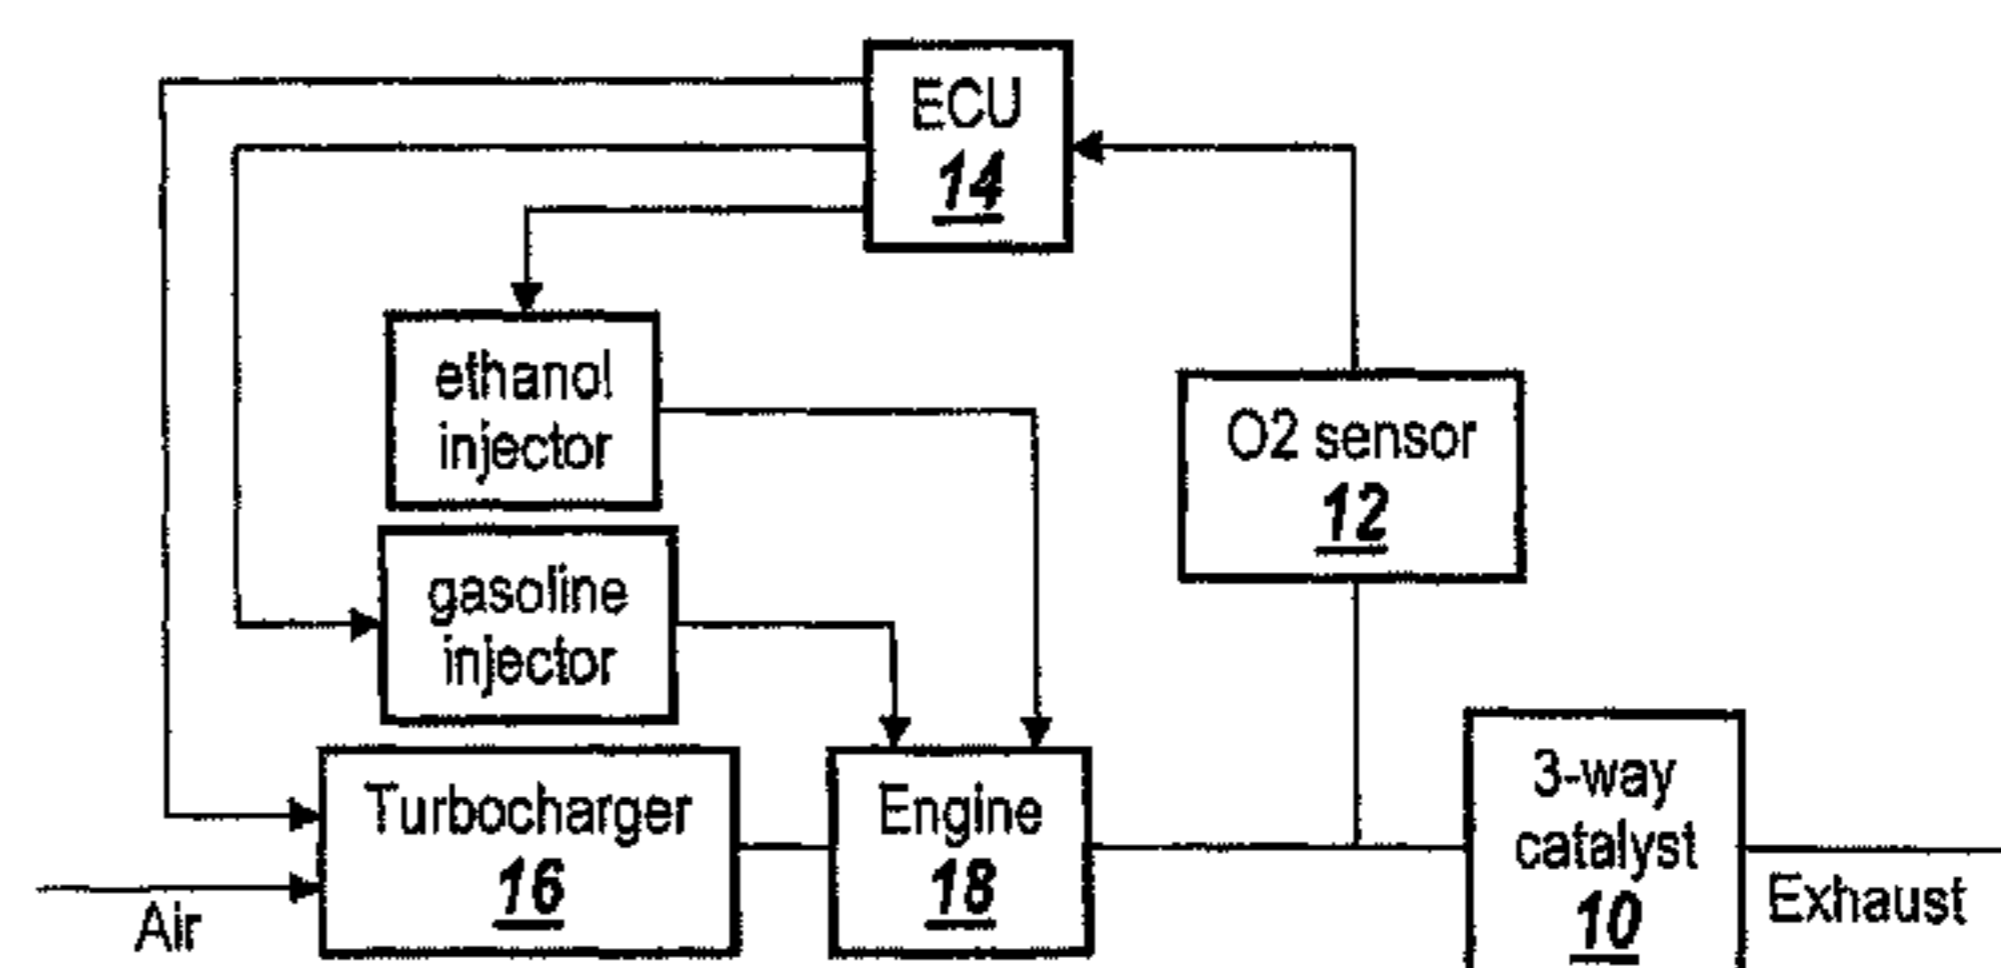 ECU
14
ethanol
injector
O2 sensor
12
gasoline
injector
Turbocharger
16
Engine
18
3-way
catalyst
10
Air
Exhaust